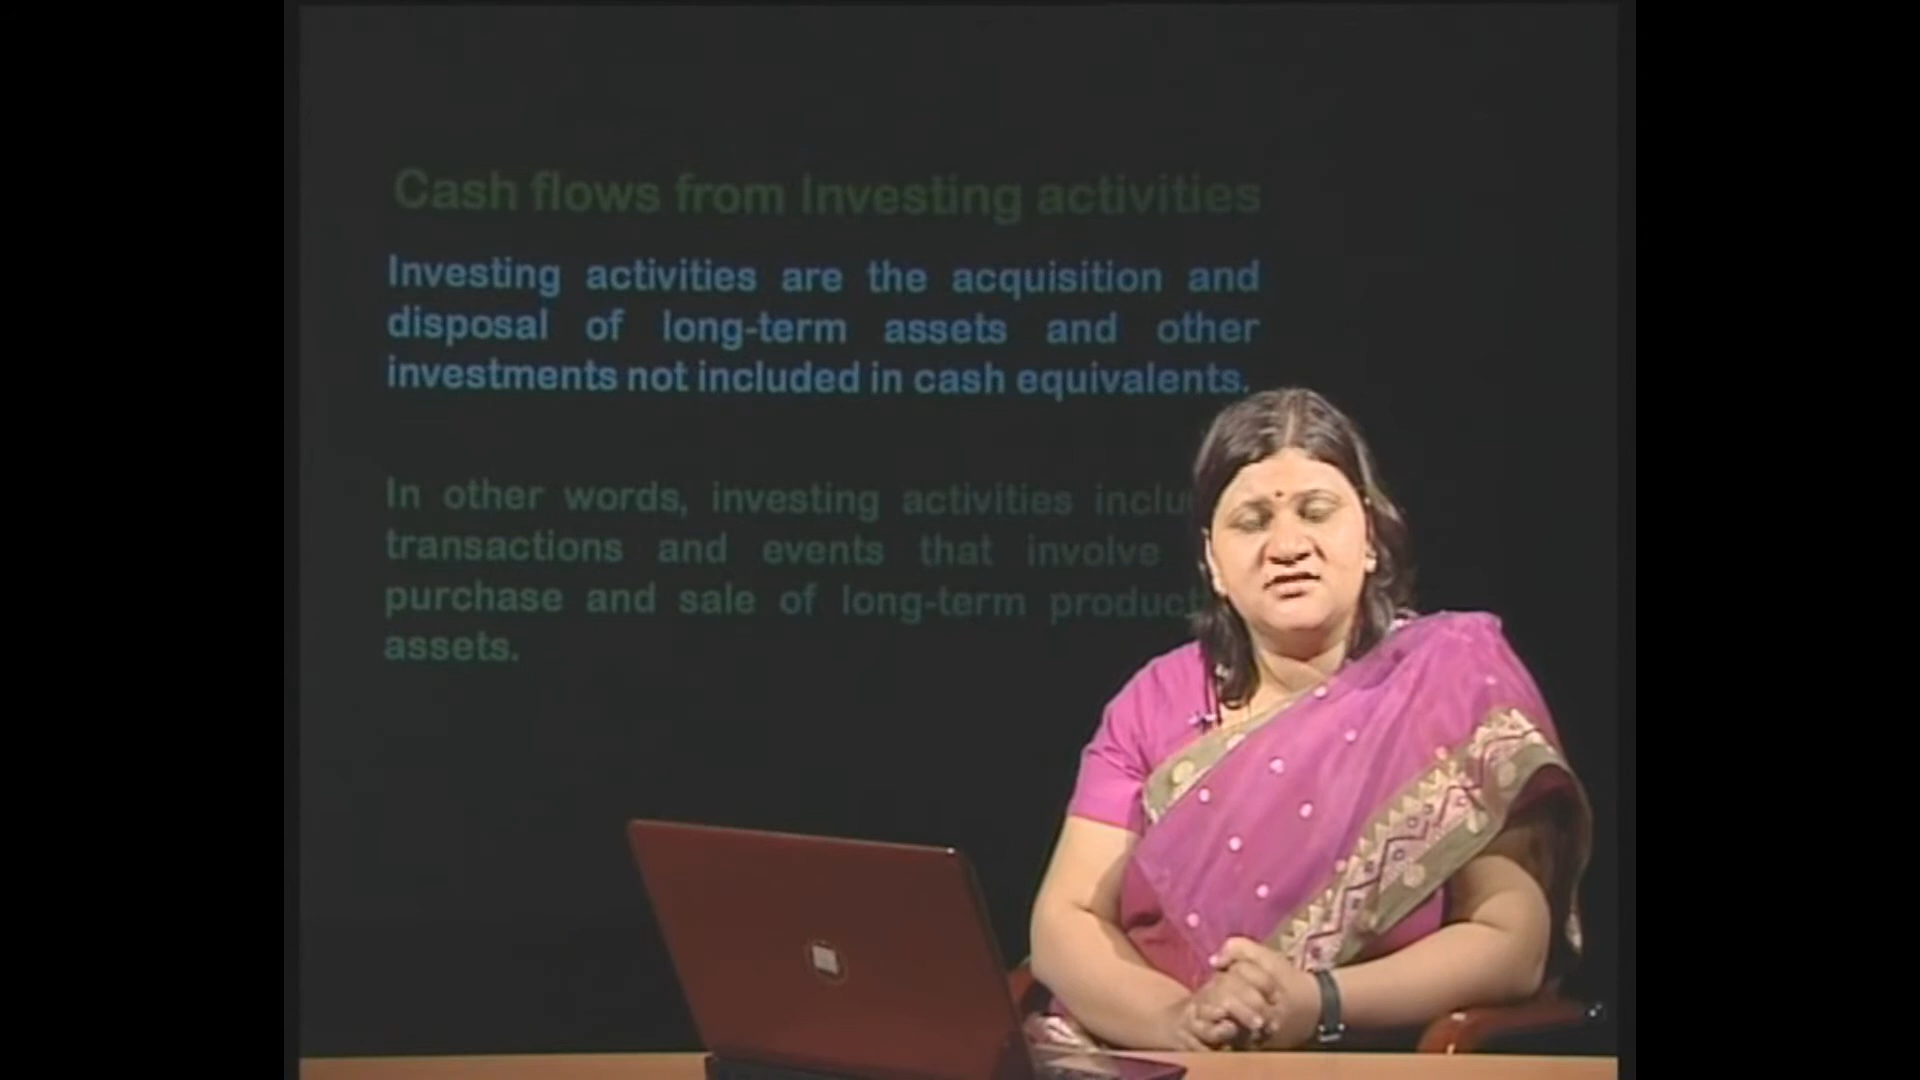 Cash flows from Investing activities
Investing activities are the acquisition and
disposal of long-term assets and other
investments not included in cash equivalents.
In other words, investing activities
transactions and events that involve
purchase and sale of long-term
assets.